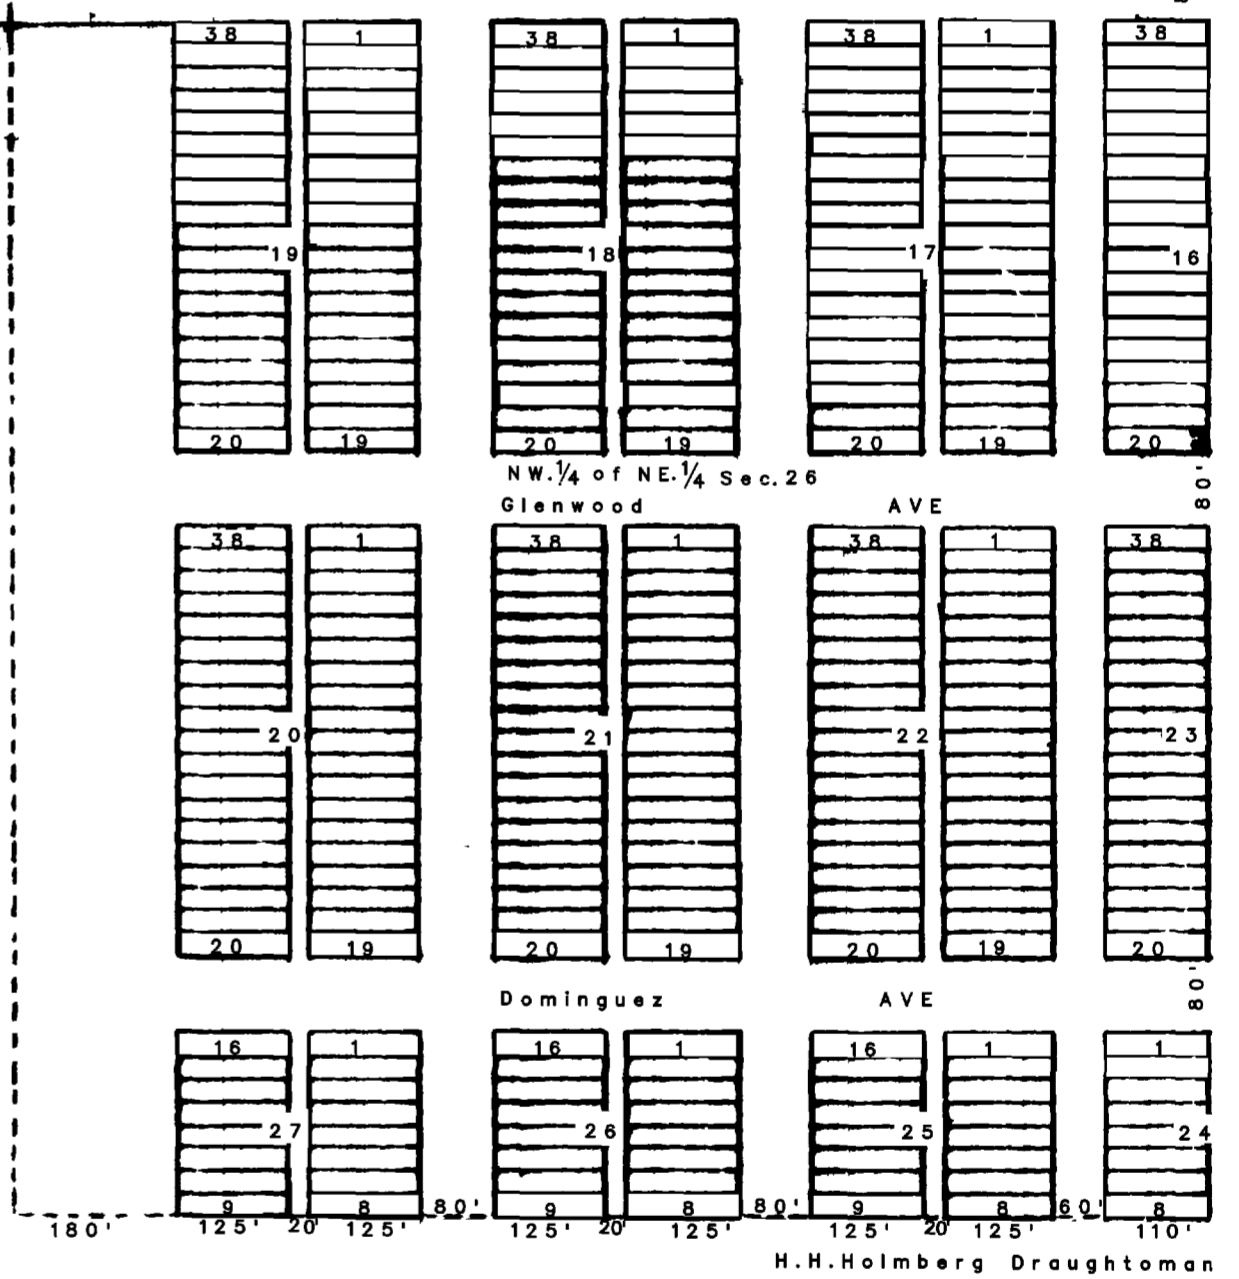 38 1 38 1 38 1 38
19 18 17 16
20 19 20 19 20 19 20
NW.¼ of NE.¼ Sec.26
80'
Glenwood AVE
38 1 38 1 38 1 38
20 21 22 23
20 19 20 19 20 19 20
80'
Dominguez AVE
16 1 16 1 16 1 1
27 26 25 24
9 8 9 8 9 8 8
180' 125' 20' 125' 80' 125' 20' 125' 80' 125' 20' 125' 60' 110'
H.H.Holmberg Draughtoman